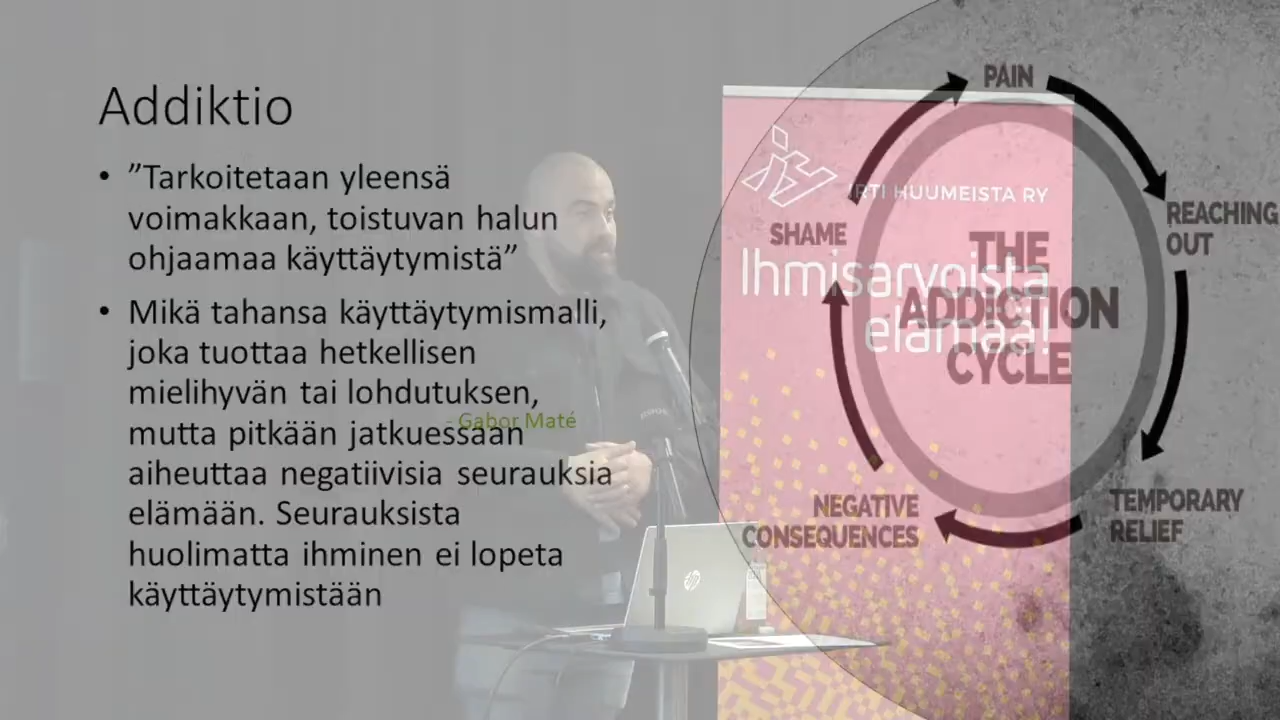 Addiktio
• ”Tarkoitetaan yleensä
voimakkaan, toistuvan halun
ohjaamaa käyttäytymistä”
• Mikä tahansa käyttäytymismalli,
joka tuottaa hetkellisen
mielihyvän tai lohdutuksen,
mutta pitkään jatkuessaan
aiheuttaa negatiivisia seurauksia
elämään. Seurauksista
huolimatta ihminen ei lopeta
käyttäytymistään
- Gabor Maté
PAIN
REACHING
OUT
TEMPORARY
RELIEF
NEGATIVE
CONSEQUENCES
SHAME
THE
ADDICTION
CYCLE
IRTI HUUMEISTA RY
Ihmisarvoista
elämää!
hp